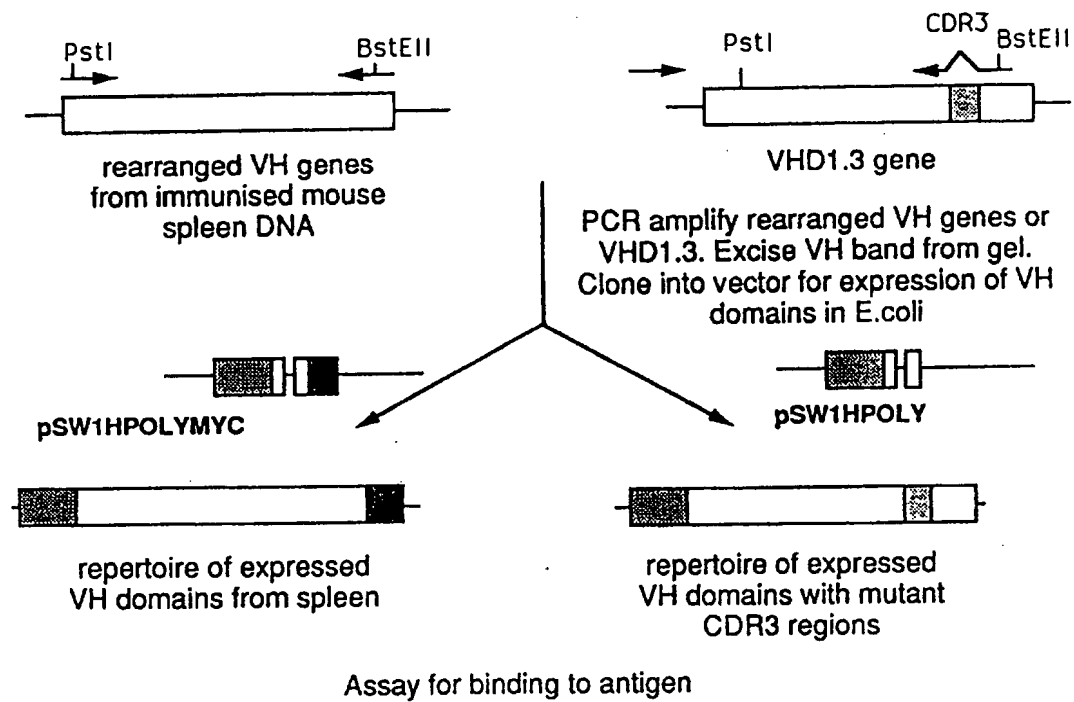 PstI
BstEII
rearranged VH genes
from immunised mouse
spleen DNA
PstI
CDR3
BstEII
VHD1.3 gene
PCR amplify rearranged VH genes or
VHD1.3. Excise VH band from gel.
Clone into vector for expression of VH
domains in E.coli
pSW1HPOLYMYC
pSW1HPOLY
repertoire of expressed
VH domains from spleen
repertoire of expressed
VH domains with mutant
CDR3 regions
Assay for binding to antigen